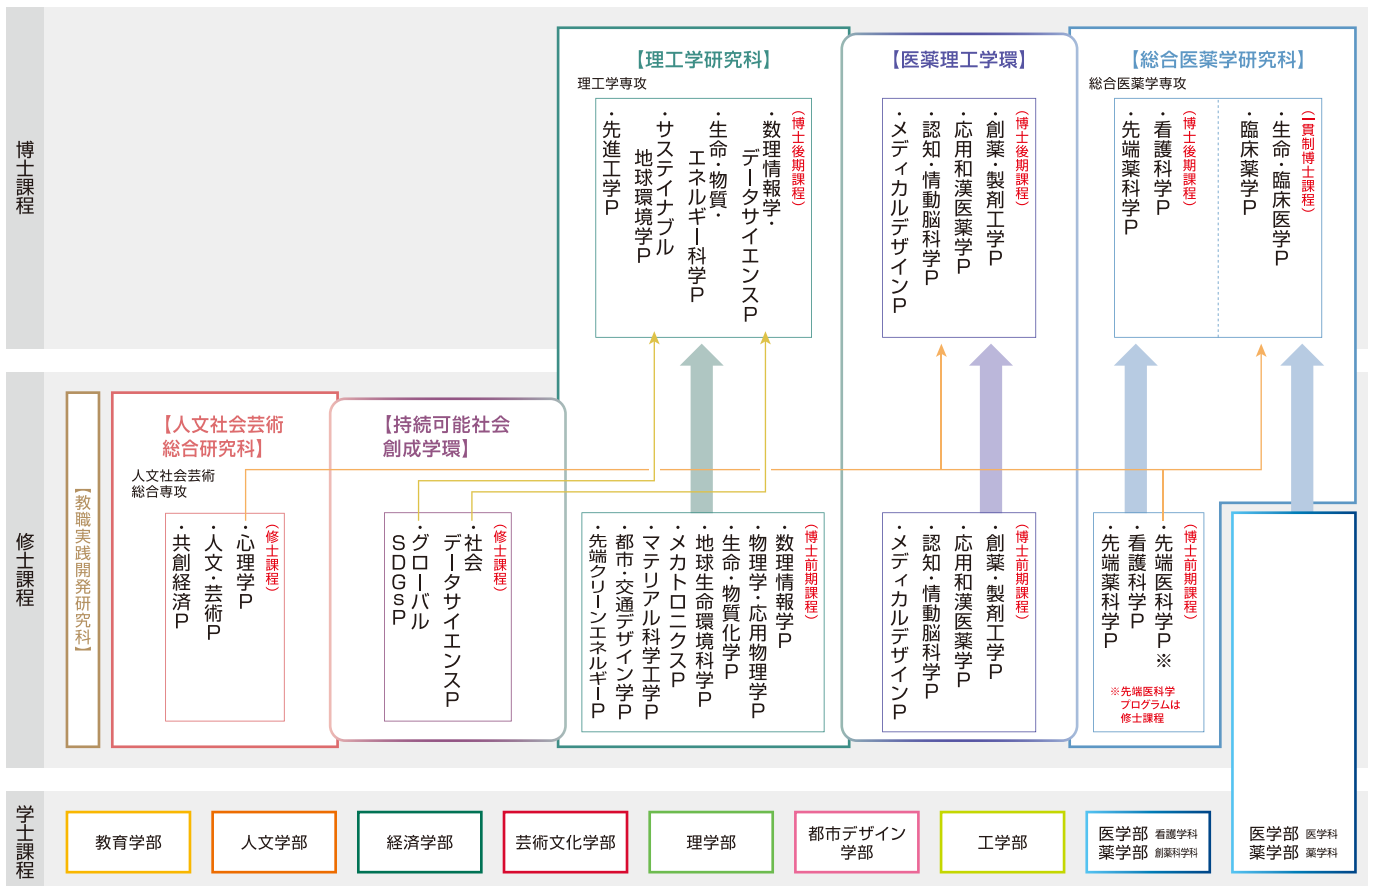 博士課程
【理工学研究科】
理工学専攻
（博士後期課程）
・数理情報学・
データサイエンスP
・生命・物質・
エネルギー科学P
・サステイナブル
地球環境学P
・先進工学P
【医薬理工学環】
（博士後期課程）
・創薬・製剤工学P
・応用和漢医薬学P
・認知・情動脳科学P
・メディカルデザインP
【総合医薬学研究科】
総合医薬学専攻
（一貫制博士課程）
・生命・臨床医学P
・臨床薬学P
（博士後期課程）
・看護科学P
・先端薬科学P
修士課程
【教職実践開発研究科】
【人文社会芸術
総合研究科】
人文社会芸術
総合専攻
（修士課程）
・心理学P
・人文・芸術P
・共創経済P
【持続可能社会
創成学環】
（修士課程）
・社会
データサイエンスP
・グローバル
SDGsP
（博士前期課程）
・数理情報学P
・物理学・応用物理学P
・生命・物質化学P
・地球生命環境科学P
・メカトロニクスP
・マテリアル科学工学P
・都市・交通デザイン学P
・先端クリーンエネルギーP
（博士前期課程）
・創薬・製剤工学P
・応用和漢医薬学P
・認知・情動脳科学P
・メディカルデザインP
（博士前期課程）
・先端医科学P※
・看護科学P
・先端薬科学P
※先端医科学
プログラムは
修士課程
学士課程
教育学部
人文学部
経済学部
芸術文化学部
理学部
都市デザイン
学部
工学部
医学部 看護学科
薬学部 創薬科学科
医学部 医学科
薬学部 薬学科